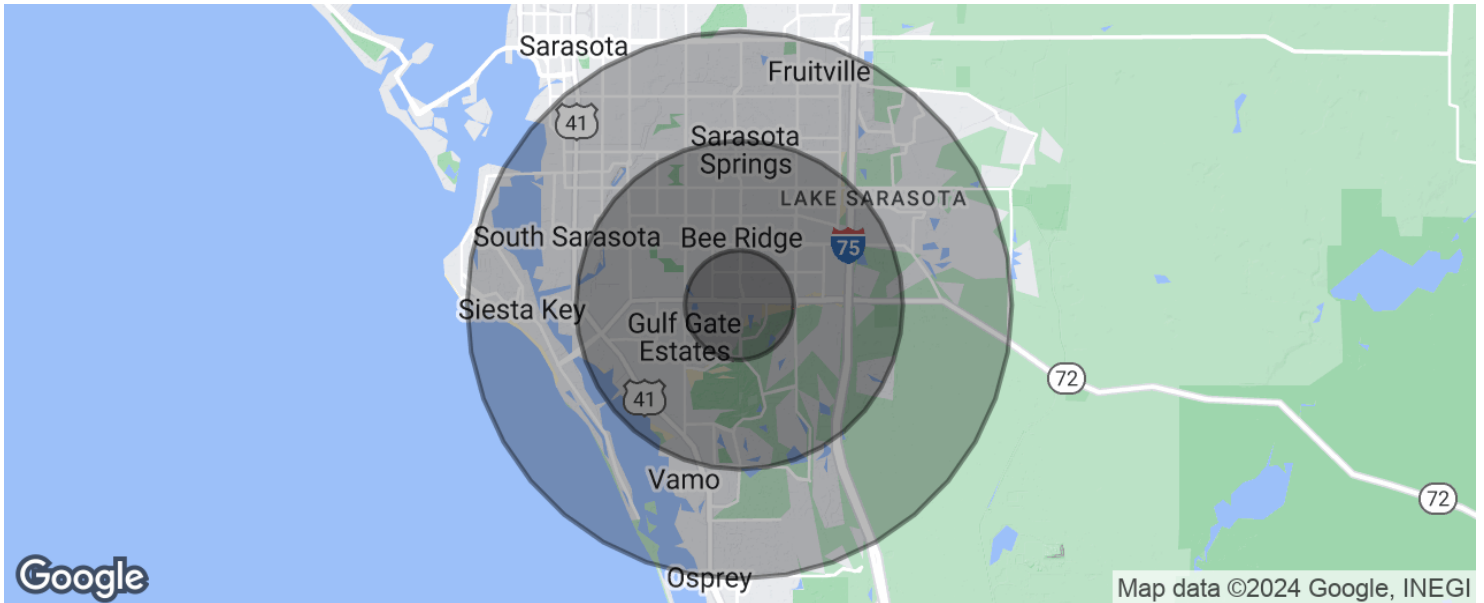 Sarasota
Fruitville
41
Sarasota
Springs
LAKE SARASOTA
South Sarasota
Bee Ridge
75
Siesta Key
Gulf Gate
Estates
72
41
Vamo
72
Osprey
Google
Map data ©2024 Google, INEGI